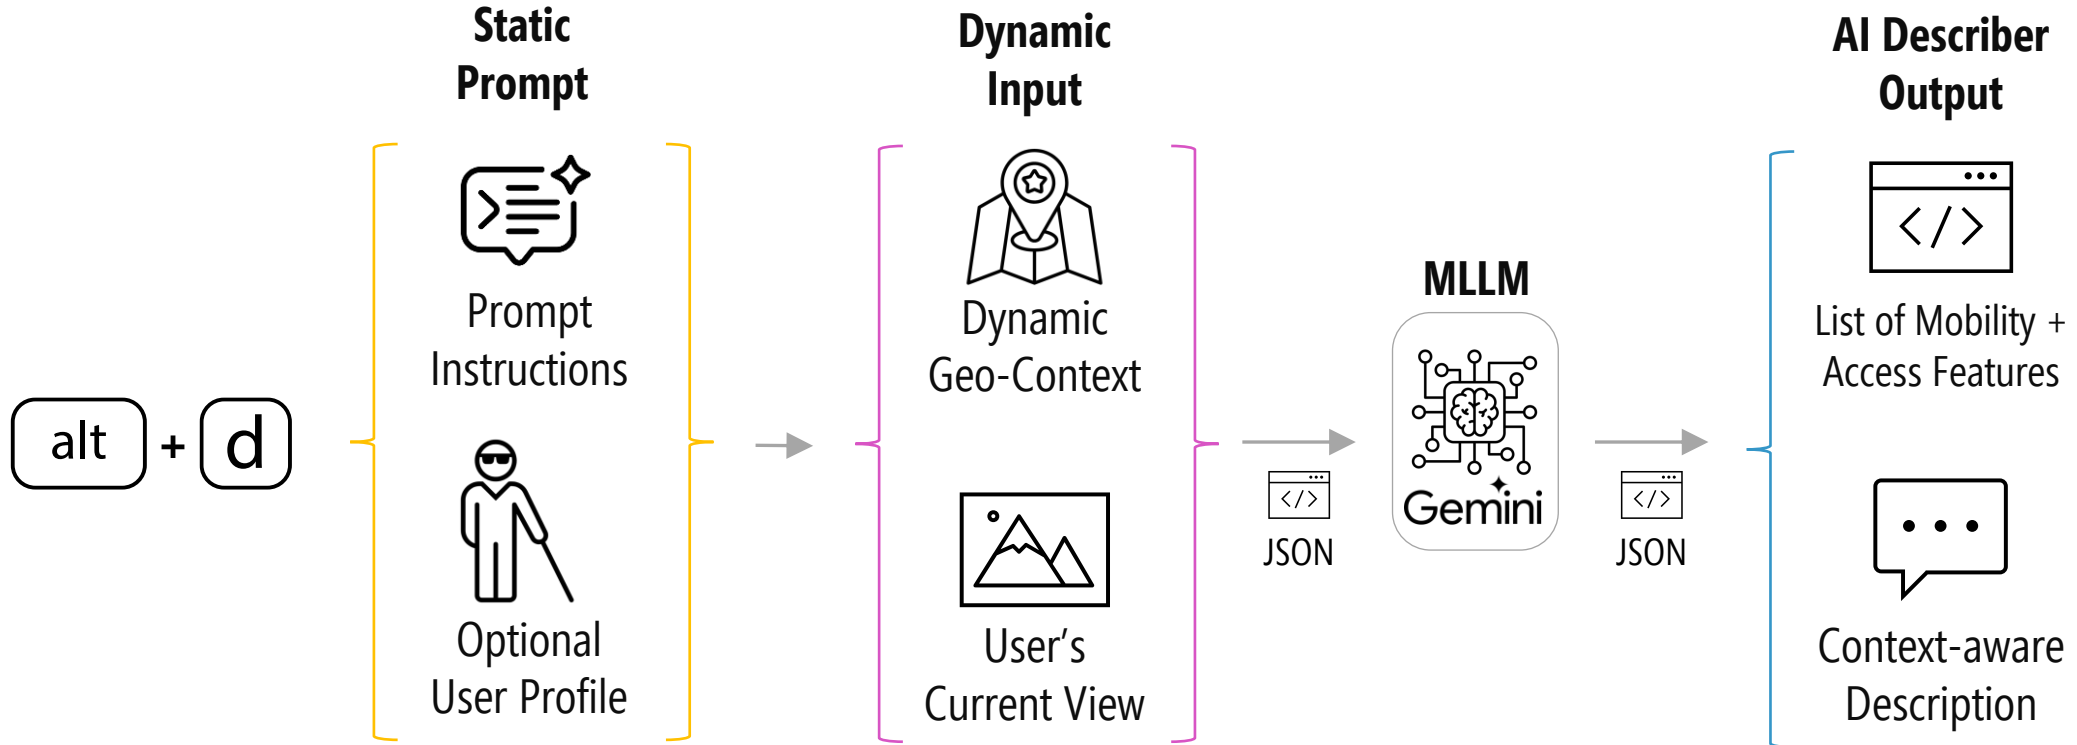 Static
Prompt
Prompt
Instructions
Optional
User Profile
alt + d
Dynamic
Input
Dynamic
Geo-Context
User's
Current View
JSON
MLLM
Gemini
JSON
AI Describer
Output
</>
List of Mobility +
Access Features
Context-aware
Description